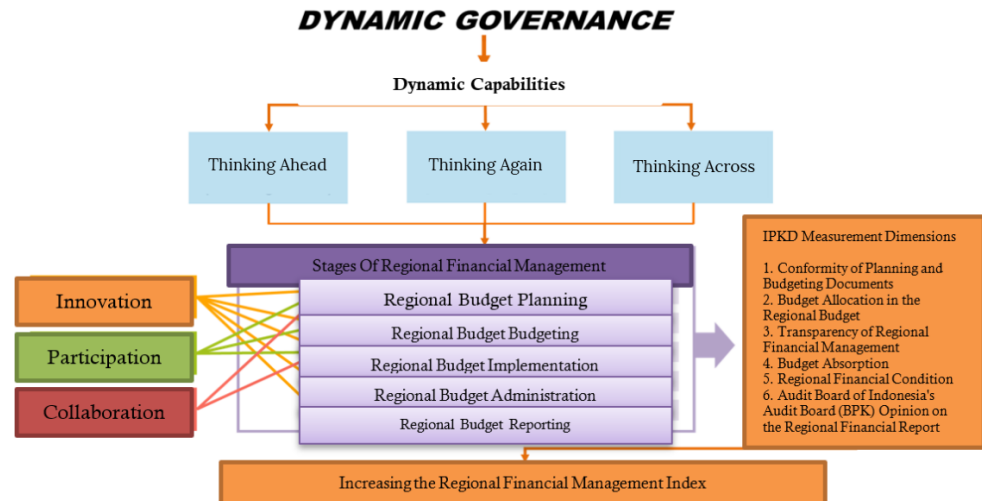 DYNAMIC GOVERNANCE
Dynamic Capabilities
Thinking Ahead
Thinking Again
Thinking Across
Stages Of Regional Financial Management
Innovation
Participation
Collaboration
Regional Budget Planning
Regional Budget Budgeting
Regional Budget Implementation
Regional Budget Administration
Regional Budget Reporting
IPKD Measurement Dimensions
1. Conformity of Planning and
Budgeting Documents
2. Budget Allocation in the
Regional Budget
3. Transparency of Regional
Financial Management
4. Budget Absorption
5. Regional Financial Condition
6. Audit Board of Indonesia's
Audit Board (BPK) Opinion on
the Regional Financial Report
Increasing the Regional Financial Management Index